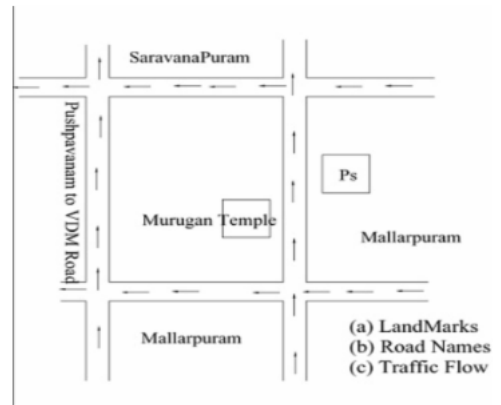 SaravanaPuram
Pushpavanam to VDM Road
Ps
Murugan Temple
Mallarpuram
Mallarpuram
(a) LandMarks
(b) Road Names
(c) Traffic Flow